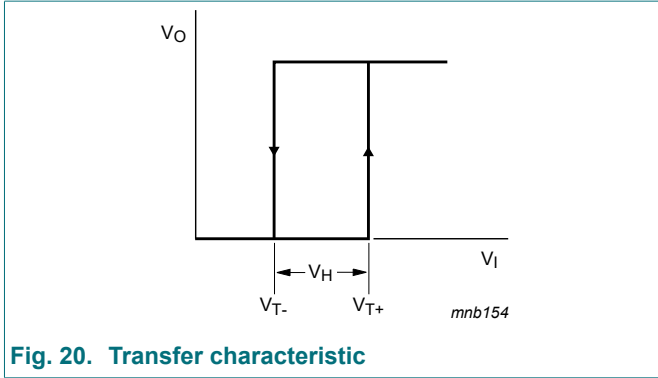 VO
VI
VH
VT-
VT+
mnb154
Fig. 20. Transfer characteristic